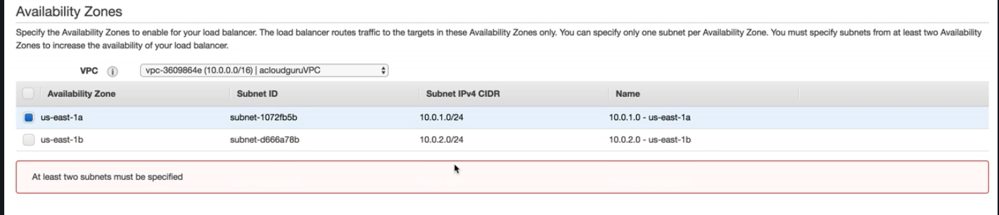 Availability Zones
Specify the Availability Zones to enable for your load balancer. The load balancer routes traffic to the targets in these Availability Zones only. You can specify only one subnet per Availability Zone. You must specify subnets from at least two Availability
Zones to increase the availability of your load balancer.
VPC i vpc-3609864e (10.0.0.0/16) | acloudguruVPC
Availability Zone Subnet ID Subnet IPv4 CIDR Name
us-east-1a subnet-1072fb5b 10.0.1.0/24 10.0.1.0 - us-east-1a
us-east-1b subnet-d666a78b 10.0.2.0/24 10.0.2.0 - us-east-1b
At least two subnets must be specified